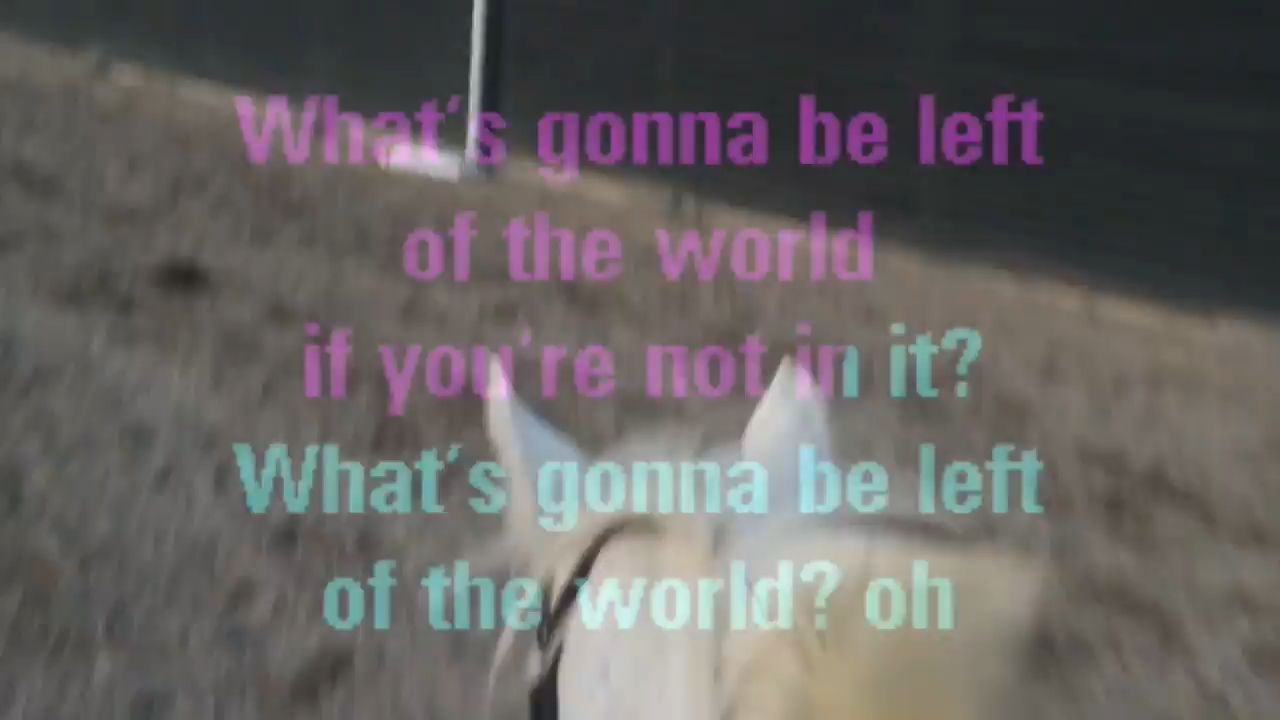 What's gonna be left
of the world
if you're not in it?
What's gonna be left
of the world? oh